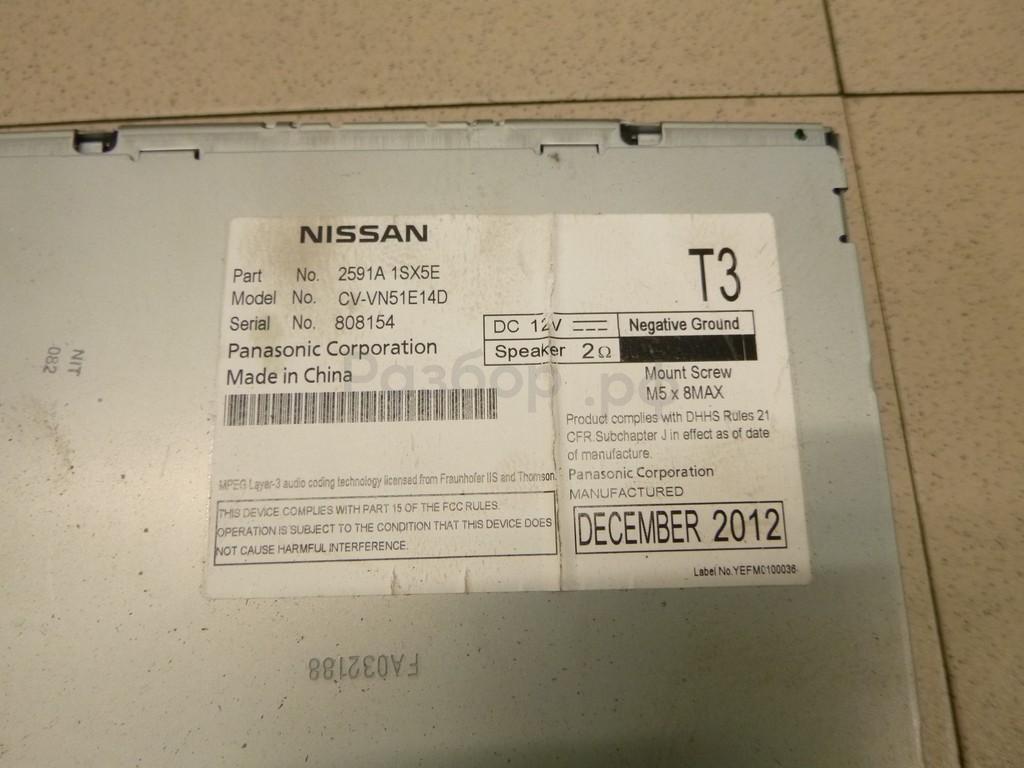 NISSAN
Part No. 2591A 1SX5E
Model No. CV-VN51E14D
Serial No. 808154
Panasonic Corporation
Made in China
T3
DC 12V Negative Ground
Speaker 2Ω
Mount Screw
M5 x 8MAX
Product complies with DHHS Rules 21
CFR Subchapter J in effect as of date
of manufacture.
Panasonic Corporation
MANUFACTURED
DECEMBER 2012
Label No.YEFM0100036
MPEG Layer-3 audio coding technology licensed from Fraunhofer IIS and Thomson.
THIS DEVICE COMPLIES WITH PART 15 OF THE FCC RULES.
OPERATION IS SUBJECT TO THE CONDITION THAT THIS DEVICE DOES
NOT CAUSE HARMFUL INTERFERENCE.
NIT
082
FA032188
Разбор.рф